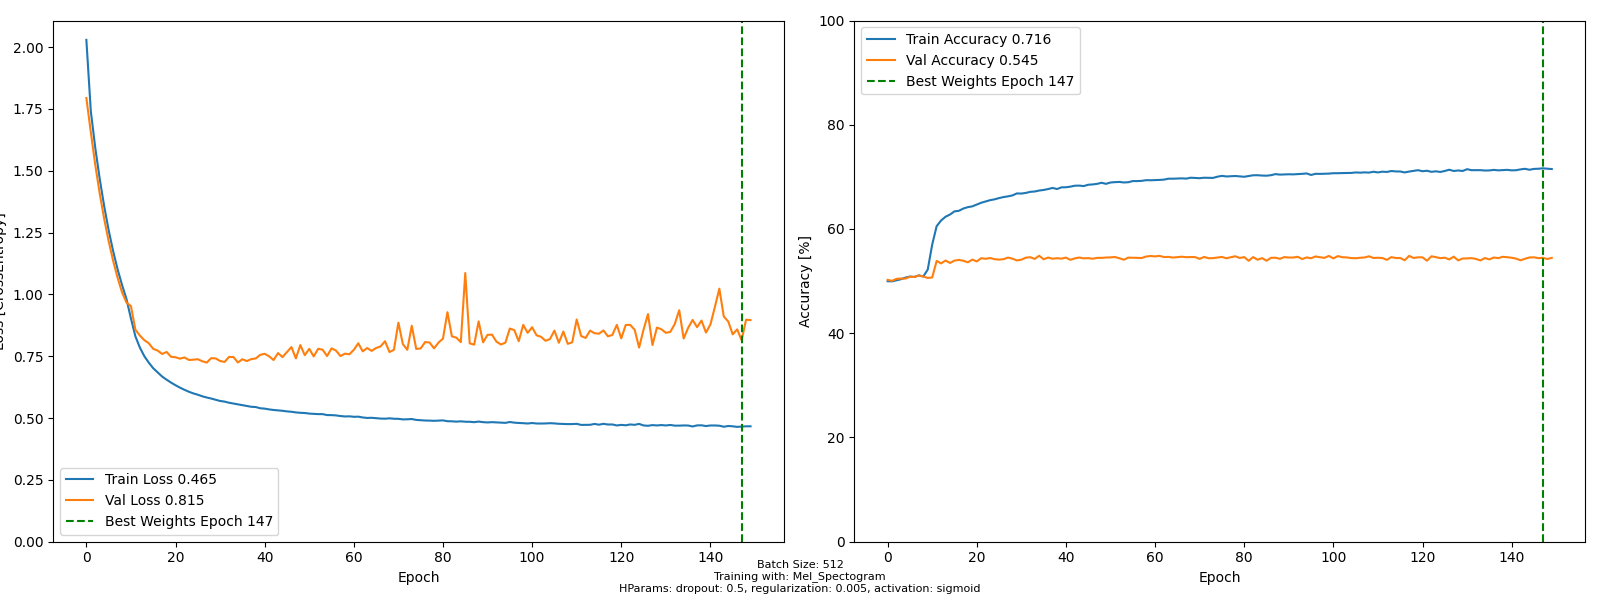 2.00
1.75
1.50
1.25
1.00
0.75
0.50
0.25
0.00
Train Loss 0.465
Val Loss 0.815
Best Weights Epoch 147
0 20 40 60 80 100 120 140
Epoch
Accuracy [%]
100
80
60
40
20
0
Train Accuracy 0.716
Val Accuracy 0.545
Best Weights Epoch 147
0 20 40 60 80 100 120 140
Epoch
Batch Size: 512
Training with: Mel_Spectogram
HParams: dropout: 0.5, regularization: 0.005, activation: sigmoid